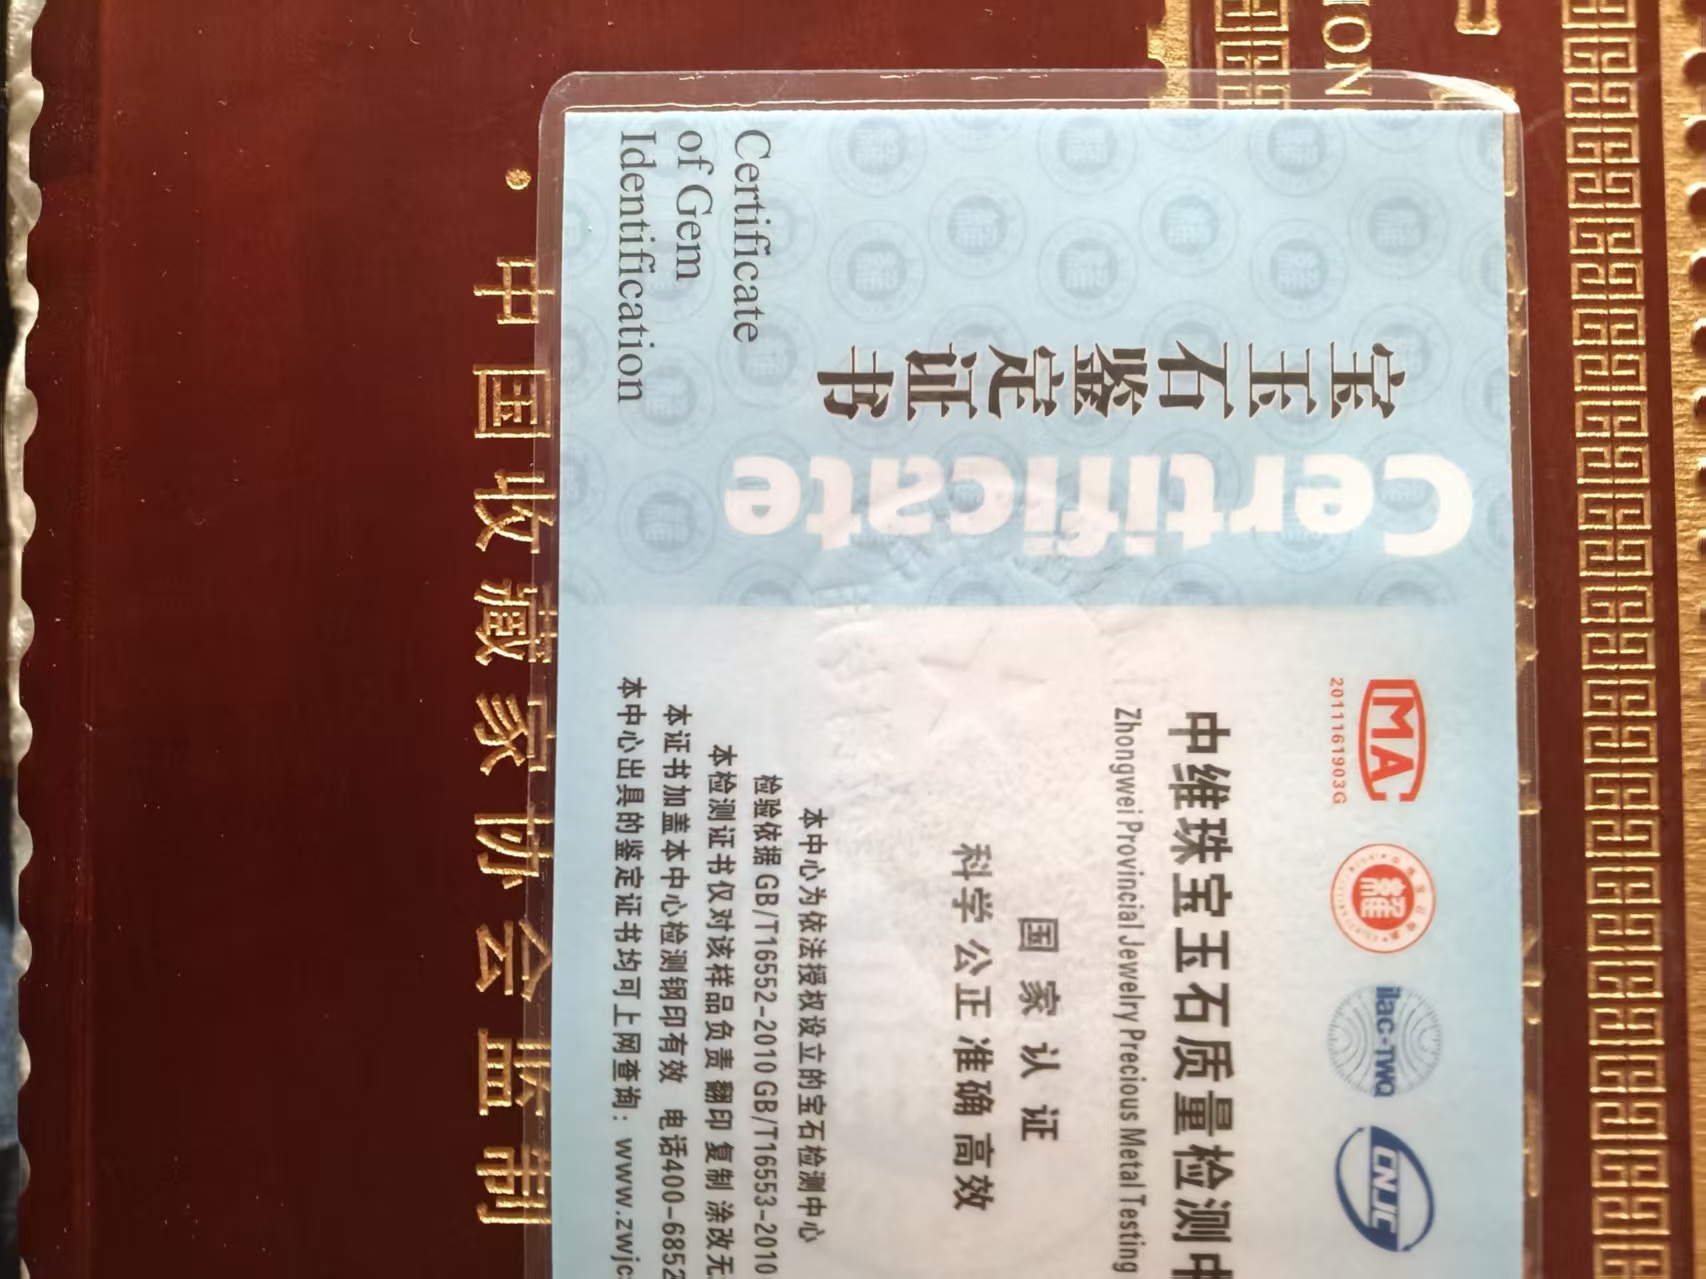 Certificate
of Gem
Identification
宝玉石鉴定证书
Certificate
MA
2011161903G
ilac-MRA
CNJC
中维珠宝玉石质量检测中
Zhongwei Provincial Jewelry Precious Metal Testing
国家认证
科学公正 准确高效
本中心为依法授权设立的宝石检测中心
检验依据GB/T16552-2010 GB/T16553-2010
本检测证书仅对该样品负责 翻印 复制 涂改无
本证书加盖本中心检测钢印有效 电话400-6852
本中心出具的鉴定证书均可上网查询：www.zwjc
·中国收藏家协会监制
ION